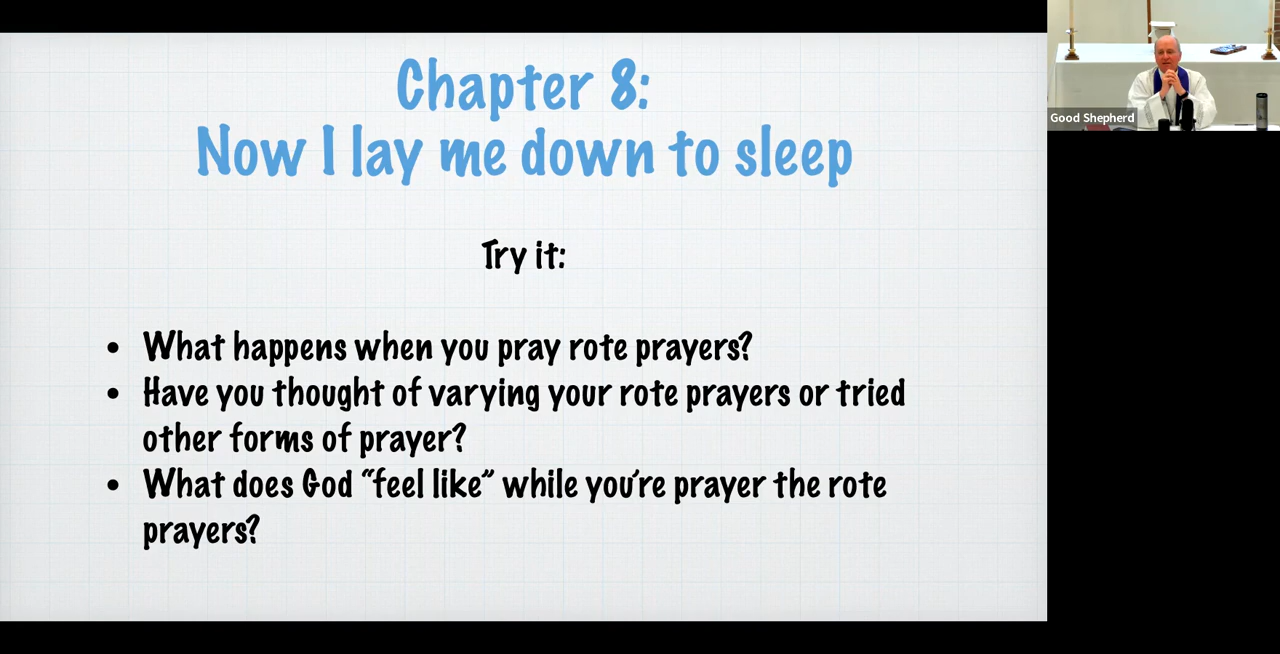 Chapter 8:
Now I lay me down to sleep
Try it:
• What happens when you pray rote prayers?
• Have you thought of varying your rote prayers or tried
other forms of prayer?
• What does God “feel like” while you’re prayer the rote
prayers?
Good Shepherd